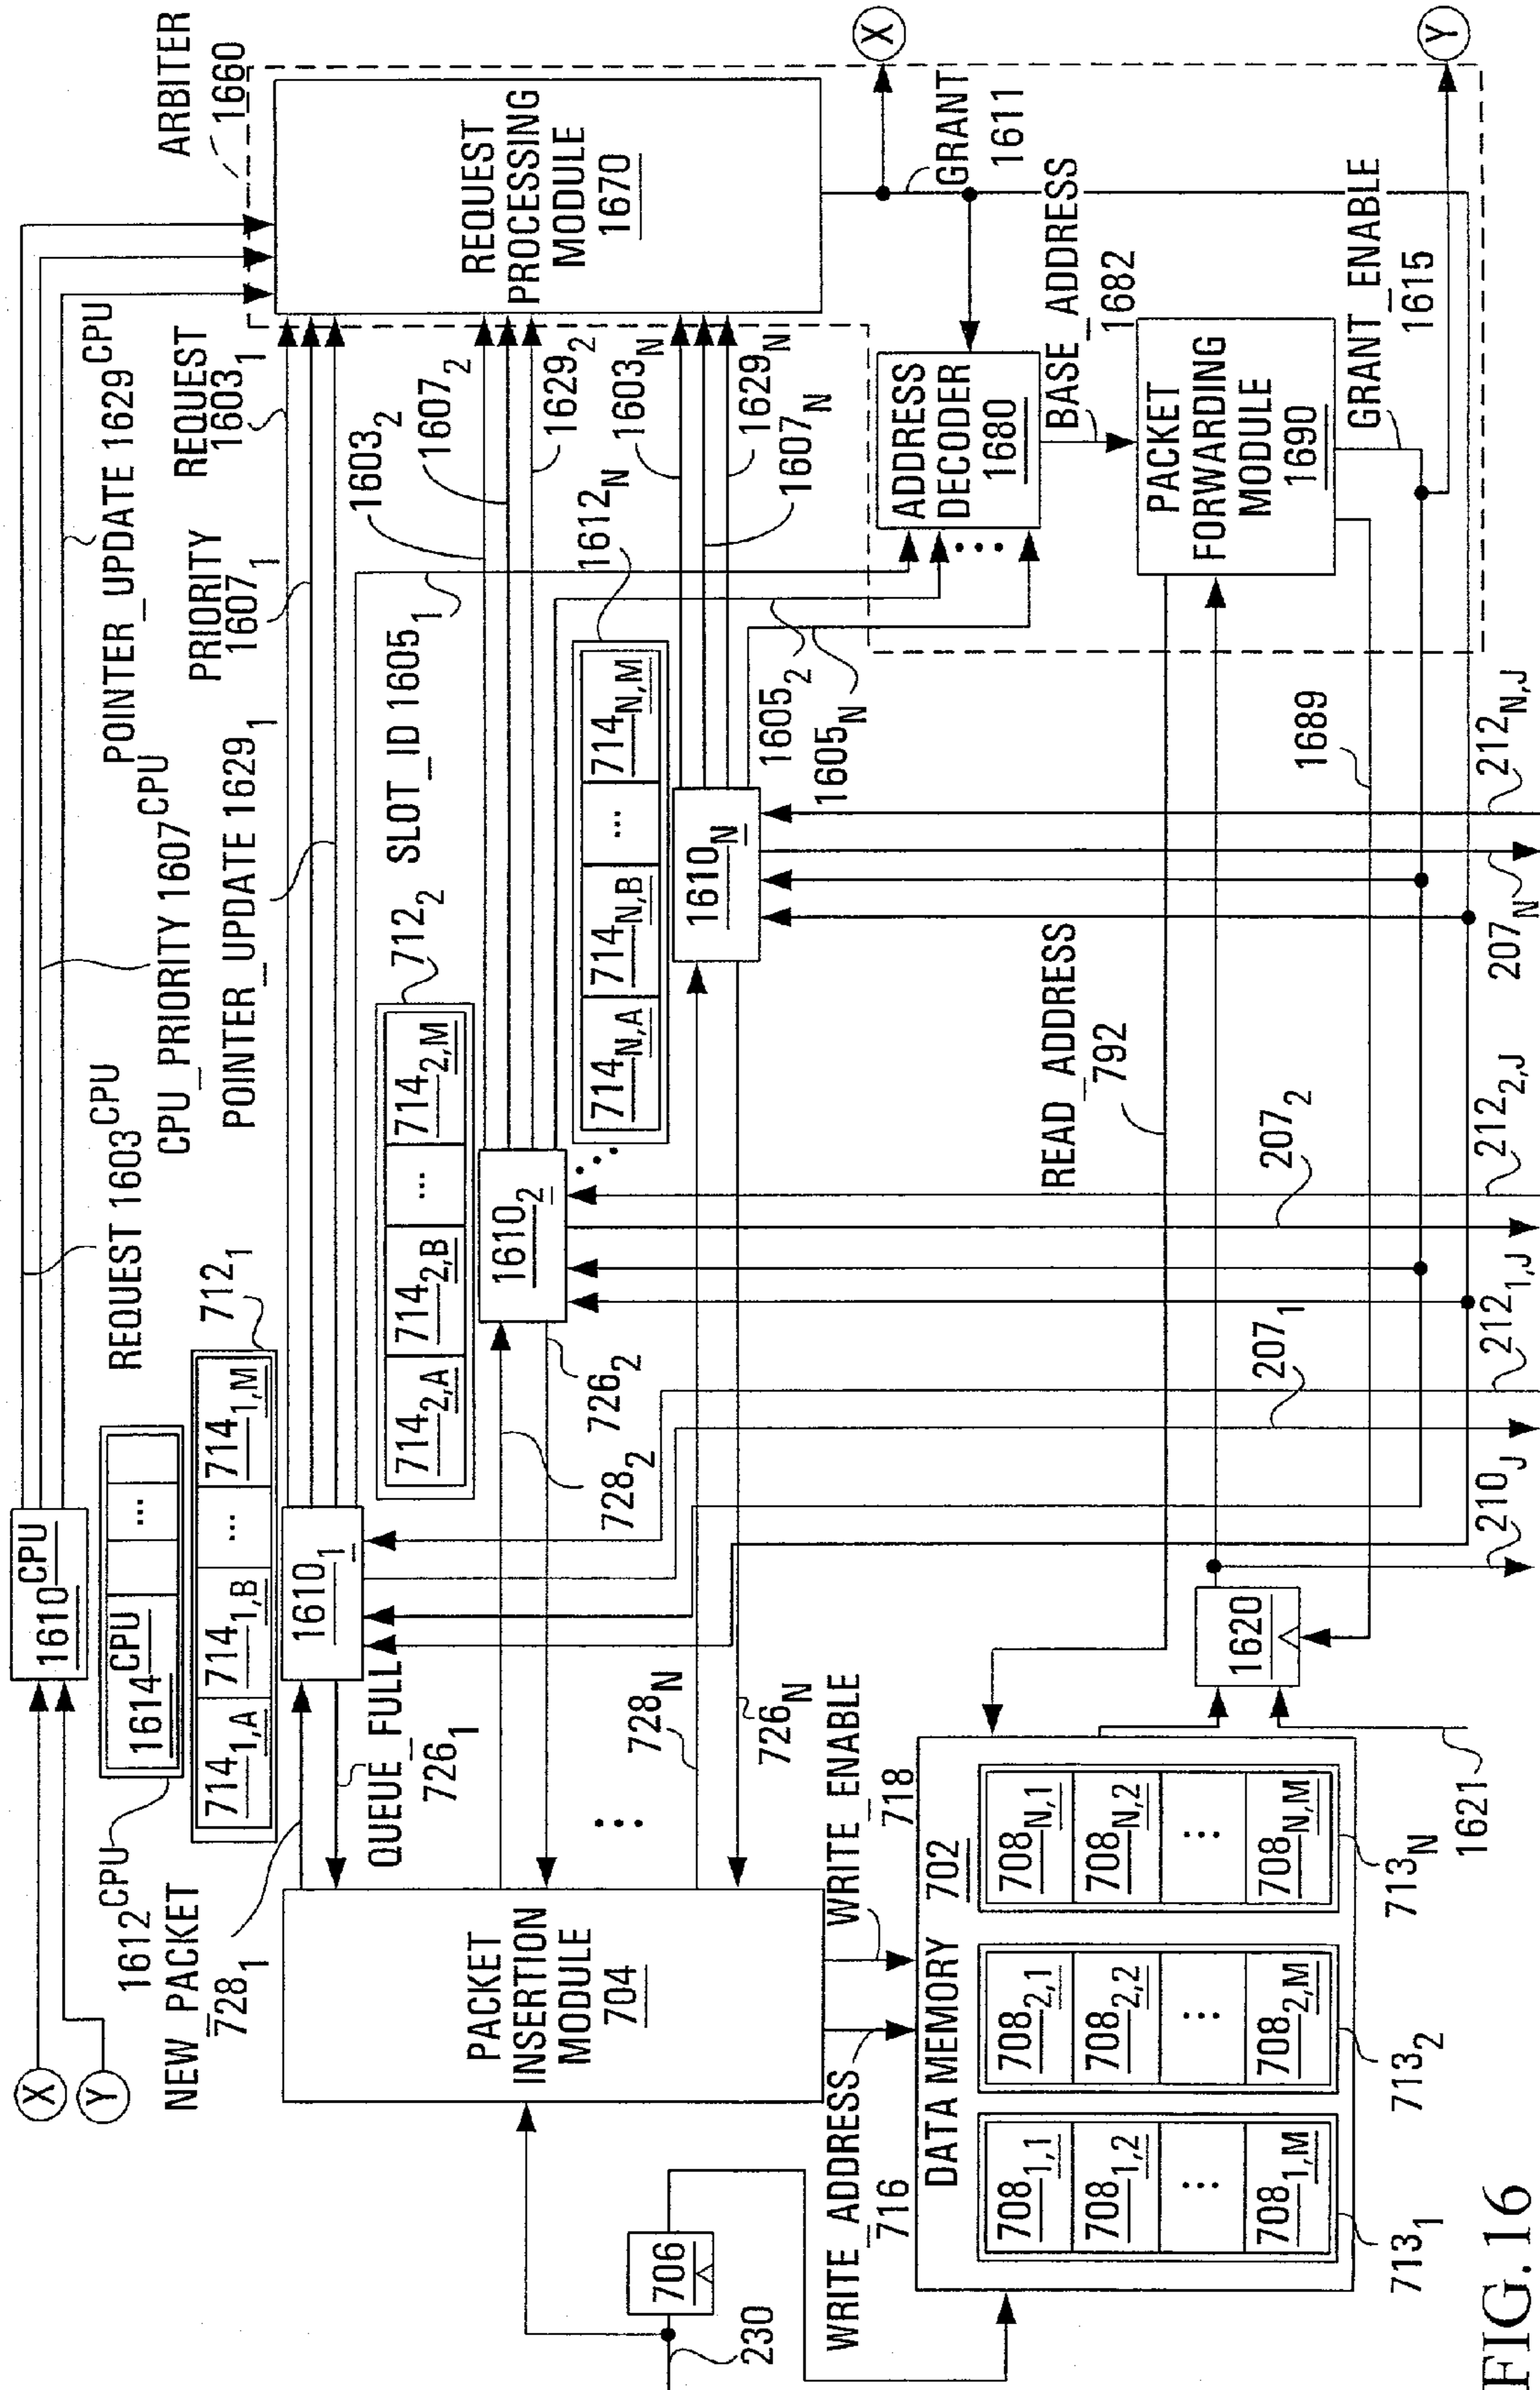 ARBITER
1660
X
Y
REQUEST
PROCESSING
MODULE
1670
GRANT
1611
BASE_ADDRESS
1682
GRANT_ENABLE
1615
ADDRESS
DECODER
1680
PACKET
FORWARDING
MODULE
1690
POINTER_UPDATE 1629CPU
CPU_PRIORITY 1607CPU
REQUEST 1603CPU
REQUEST
16031
PRIORITY
16071
POINTER_UPDATE 16291
16032
16072
16292
1603N
1629N
1607N
SLOT_ID 16051
16052
1605N
1612N
714N,A
714N,B
...
714N,M
1610N
7122
7142,A
7142,B
...
7142,M
16102
7121
7141,A
7141,B
...
7141,M
16101
1610CPU
1614CPU
...
1612CPU
X
Y
NEW_PACKET
7281
QUEUE_FULL
7261
7282
7262
728N
726N
READ_ADDRESS
792
1689
212N,J
207N
2122,J
2072
2121,J
2071
210J
1620
1621
PACKET
INSERTION
MODULE
704
WRITE_ENABLE
718
WRITE_ADDRESS
716
DATA MEMORY 702
7081,1
7081,2
...
7081,M
7131
7082,1
7082,2
...
7082,M
7132
708N,1
708N,2
...
708N,M
713N
706
230
FIG. 16